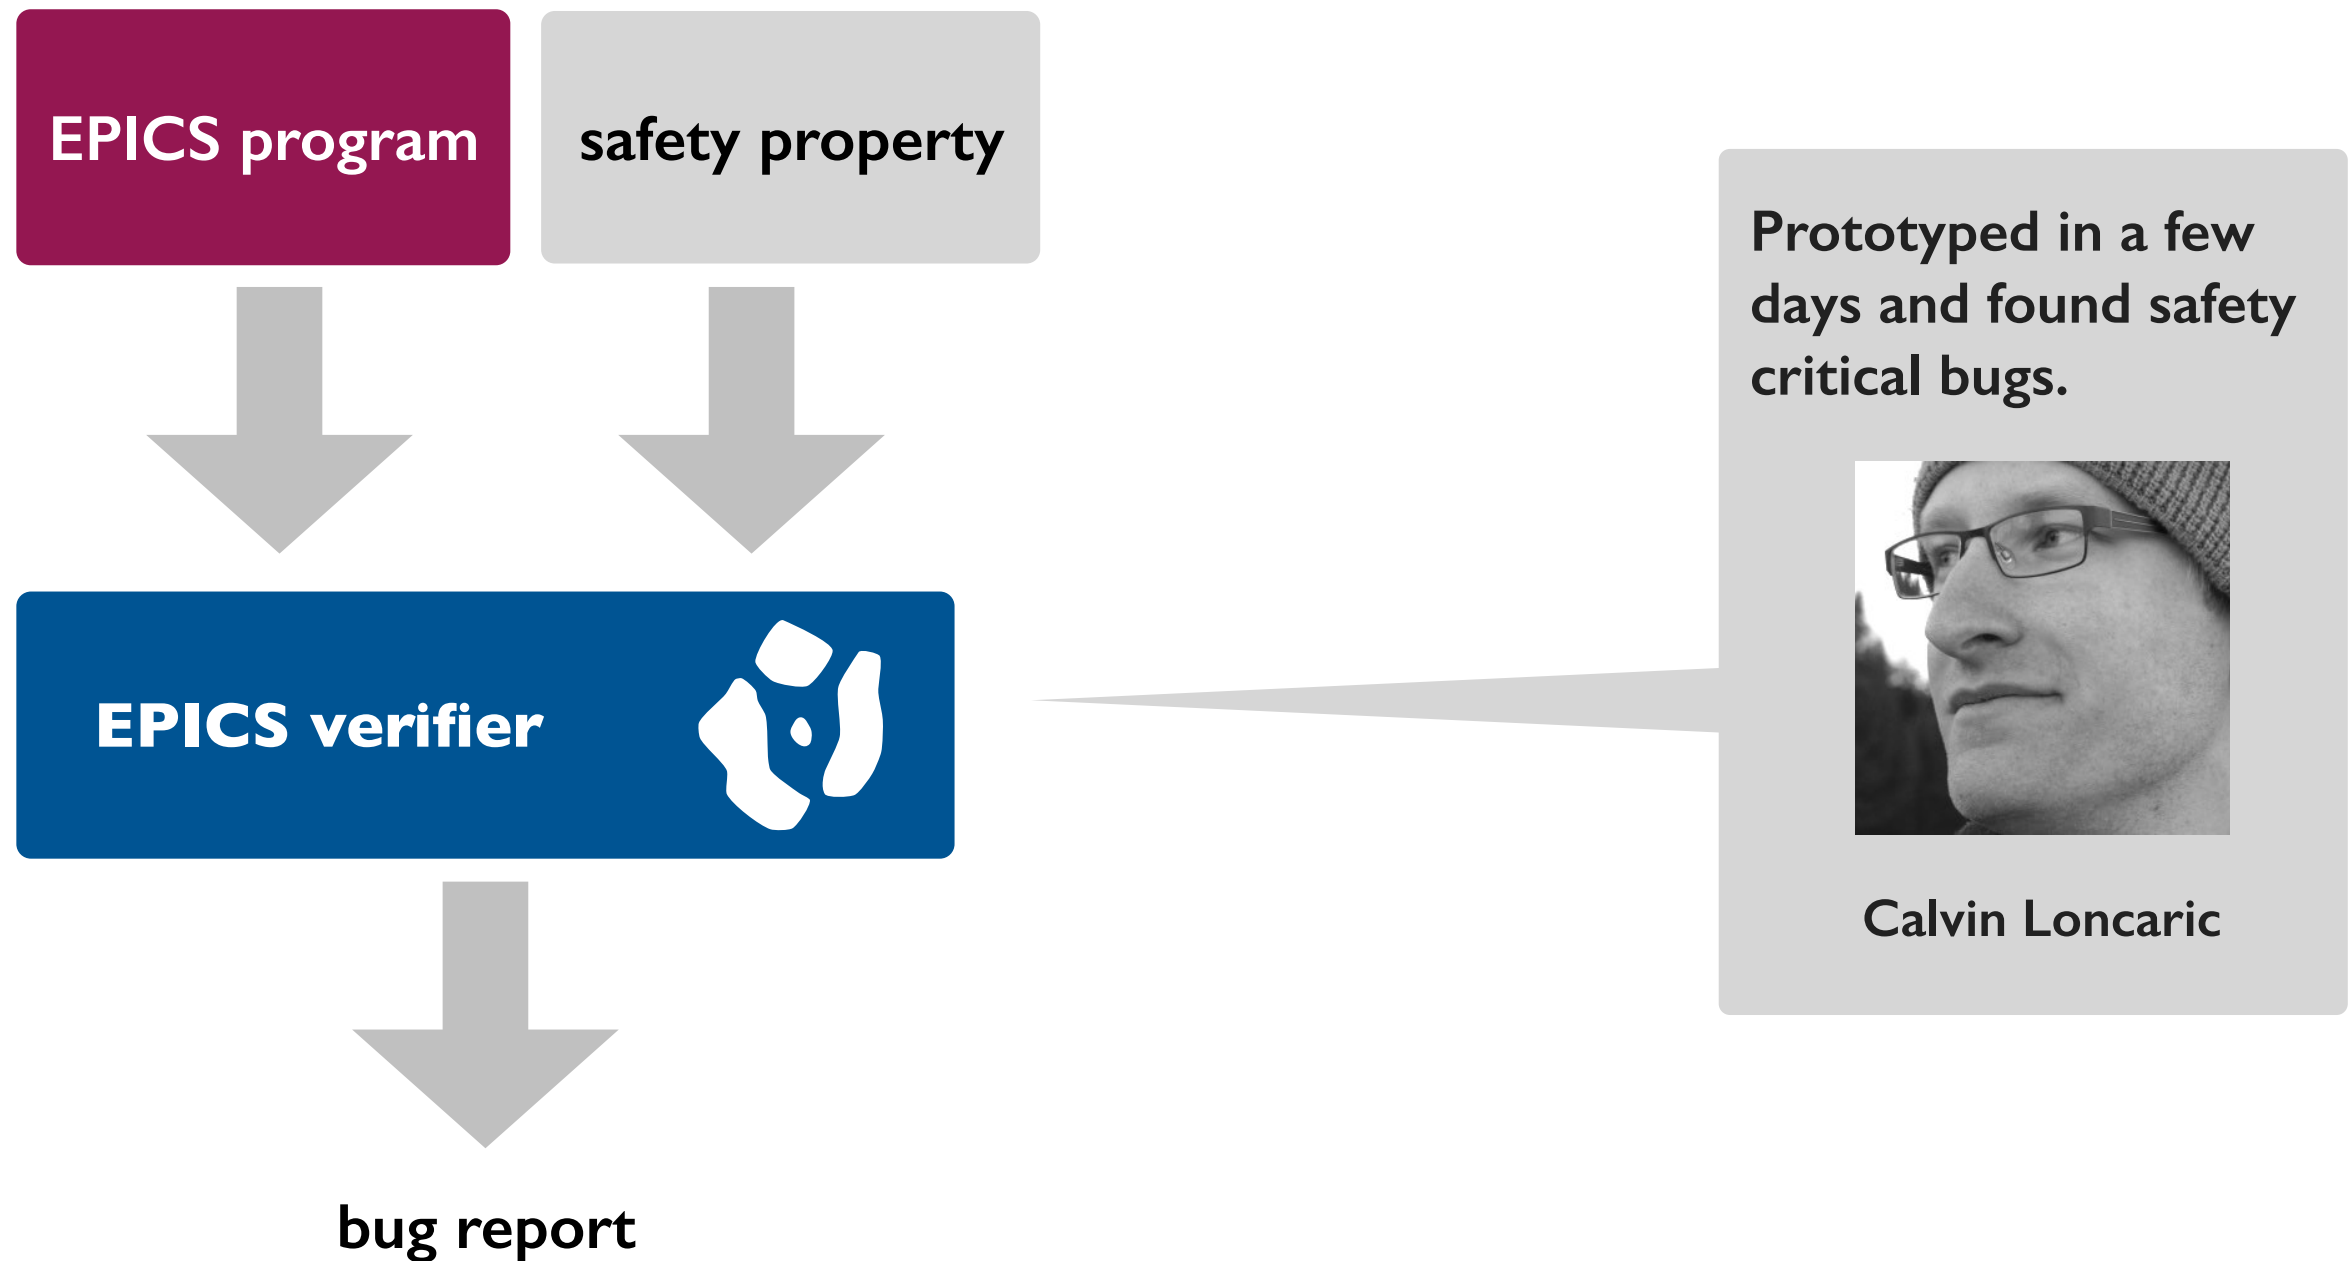 EPICS program
safety property
EPICS verifier
bug report
Prototyped in a few
days and found safety
critical bugs.
Calvin Loncaric